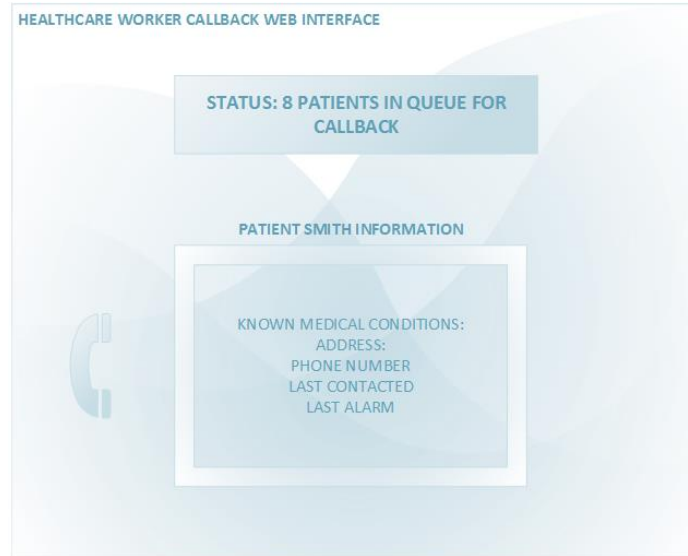 HEALTHCARE WORKER CALLBACK WEB INTERFACE
STATUS: 8 PATIENTS IN QUEUE FOR
CALLBACK
PATIENT SMITH INFORMATION
KNOWN MEDICAL CONDITIONS:
ADDRESS:
PHONE NUMBER
LAST CONTACTED
LAST ALARM